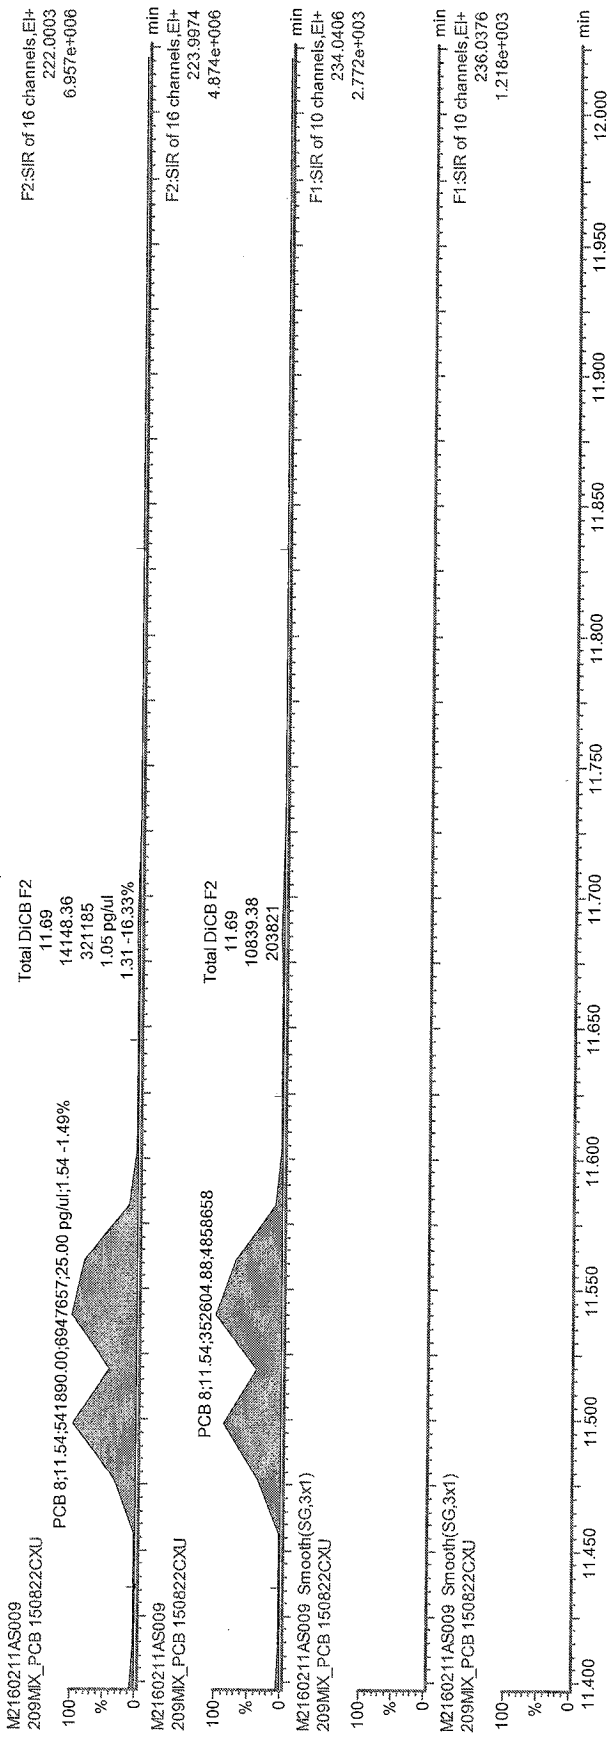 M2160211AS009
209MIX_PCB 150822CXU
F2:SIR of 16 channels,EI+
222.0003
6.957e+006
Total DiCB F2
11.69
14148.36
321185
1.05 pg/ul
1.31 -16.33%
PCB 8;11.54;541890.00;6947657;25.00 pg/ul;1.54 -1.49%
100
%
0
min
M2160211AS009
209MIX_PCB 150822CXU
F2:SIR of 16 channels,EI+
223.9974
4.874e+006
Total DiCB F2
11.69
10839.38
203821
PCB 8;11.54;352604.88;4858658
100
%
0
min
M2160211AS009 Smooth(SG,3x1)
209MIX_PCB 150822CXU
F1:SIR of 10 channels,EI+
234.0406
2.772e+003
100
%
0
min
M2160211AS009 Smooth(SG,3x1)
209MIX_PCB 150822CXU
F1:SIR of 10 channels,EI+
236.0376
1.218e+003
100
%
0
min
11.400 11.450 11.500 11.550 11.600 11.650 11.700 11.750 11.800 11.850 11.900 11.950 12.000